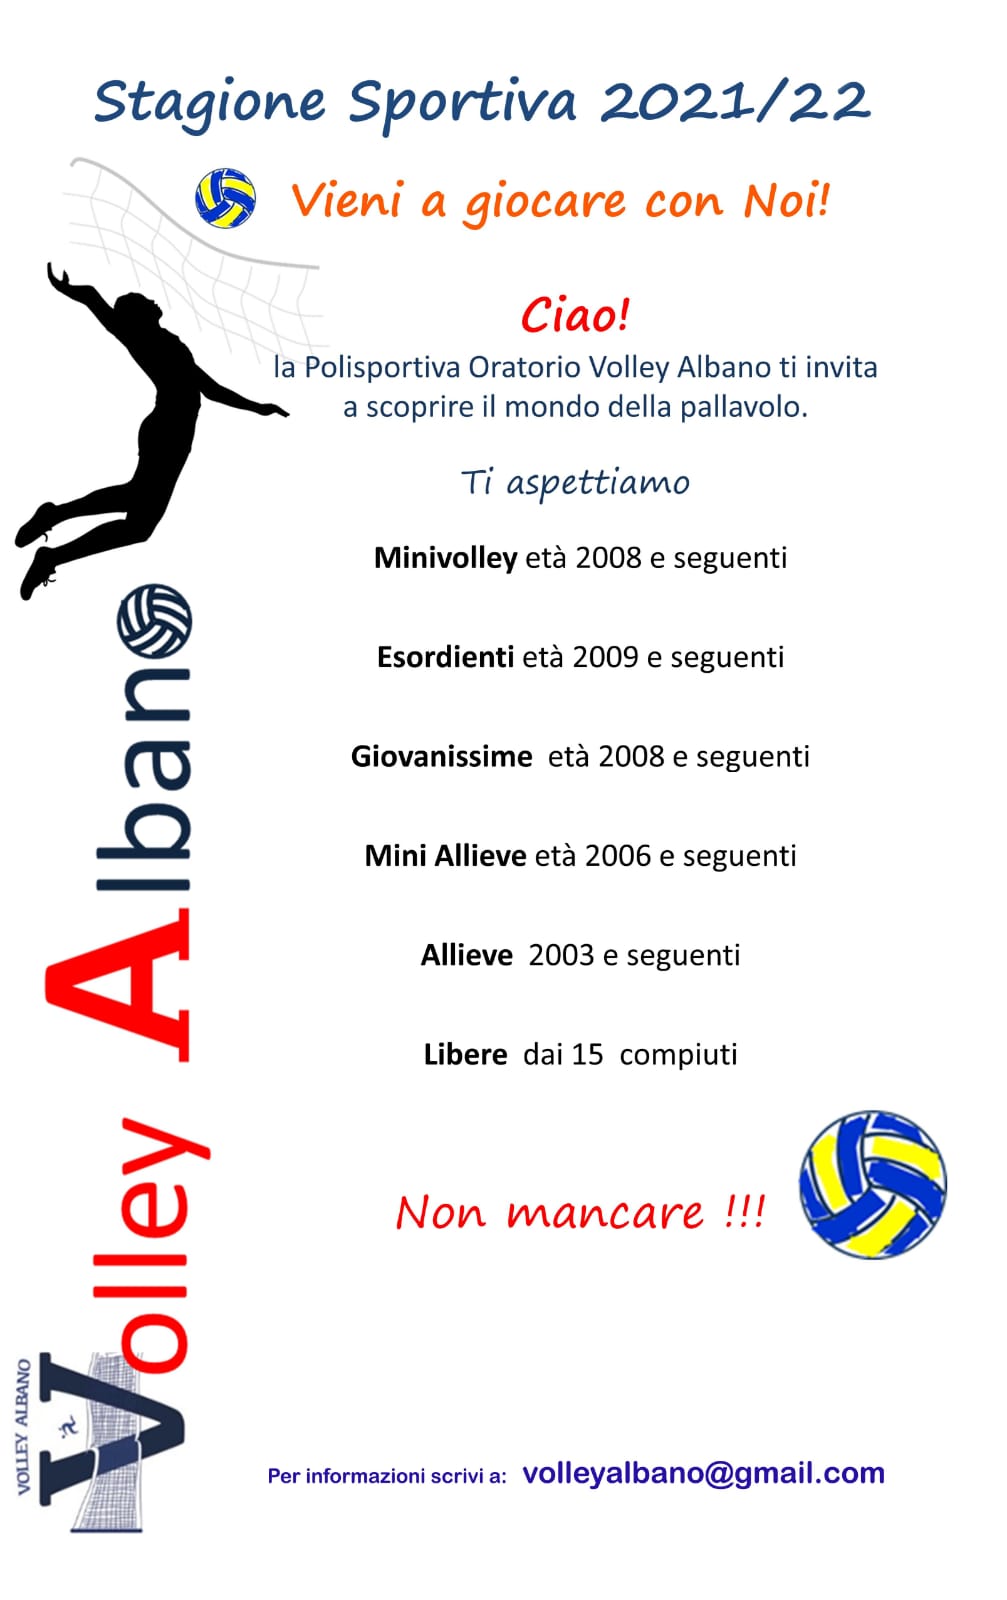 Stagione Sportiva 2021/22
Vieni a giocare con Noi!
Ciao!
la Polisportiva Oratorio Volley Albano ti invita
a scoprire il mondo della pallavolo.
Ti aspettiamo
Minivolley età 2008 e seguenti
Esordienti età 2009 e seguenti
Giovanissime età 2008 e seguenti
Mini Allieve età 2006 e seguenti
Allieve 2003 e seguenti
Libere dai 15 compiuti
Non mancare !!!
Volley Albano
VOLLEY ALBANO
Per informazioni scrivi a: volleyalbano@gmail.com